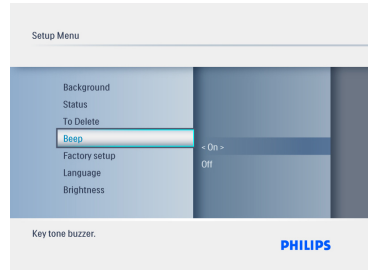 Setup Menu
Background
Status
To Delete
Beep
Factory setup
Language
Brightness
< On >
Off
Key tone buzzer.
PHILIPS